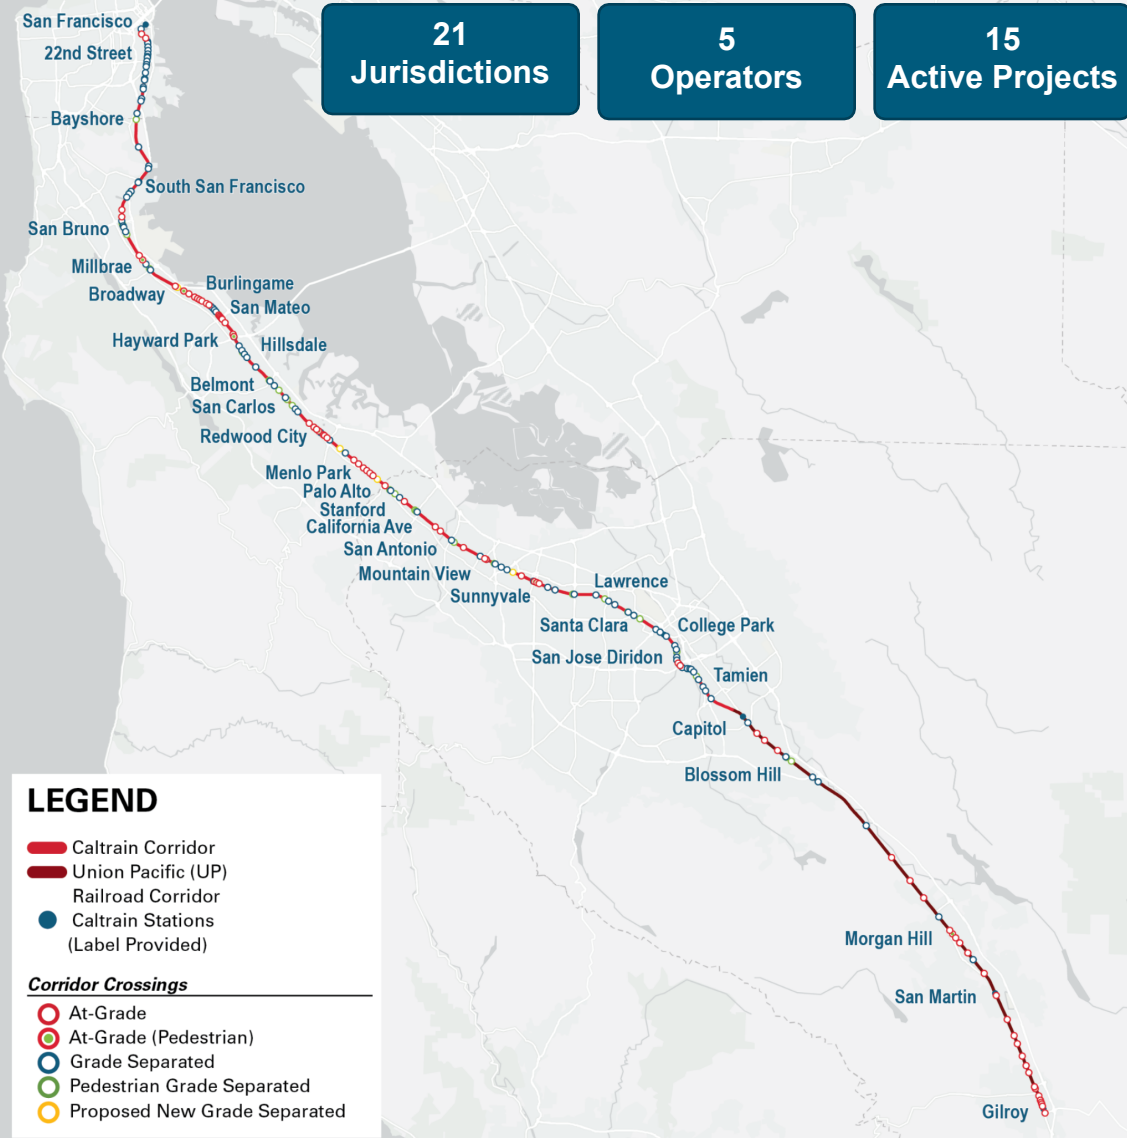 21
Jurisdictions
5
Operators
15
Active Projects
San Francisco
22nd Street
Bayshore
South San Francisco
San Bruno
Millbrae
Broadway
Burlingame
San Mateo
Hayward Park
Hillsdale
Belmont
San Carlos
Redwood City
Menlo Park
Palo Alto
Stanford
California Ave
San Antonio
Mountain View
Sunnyvale
Lawrence
Santa Clara
College Park
San Jose Diridon
Tamien
Capitol
Blossom Hill
Morgan Hill
San Martin
Gilroy
LEGEND
Caltrain Corridor
Union Pacific (UP)
Railroad Corridor
Caltrain Stations
(Label Provided)
Corridor Crossings
At-Grade
At-Grade (Pedestrian)
Grade Separated
Pedestrian Grade Separated
Proposed New Grade Separated